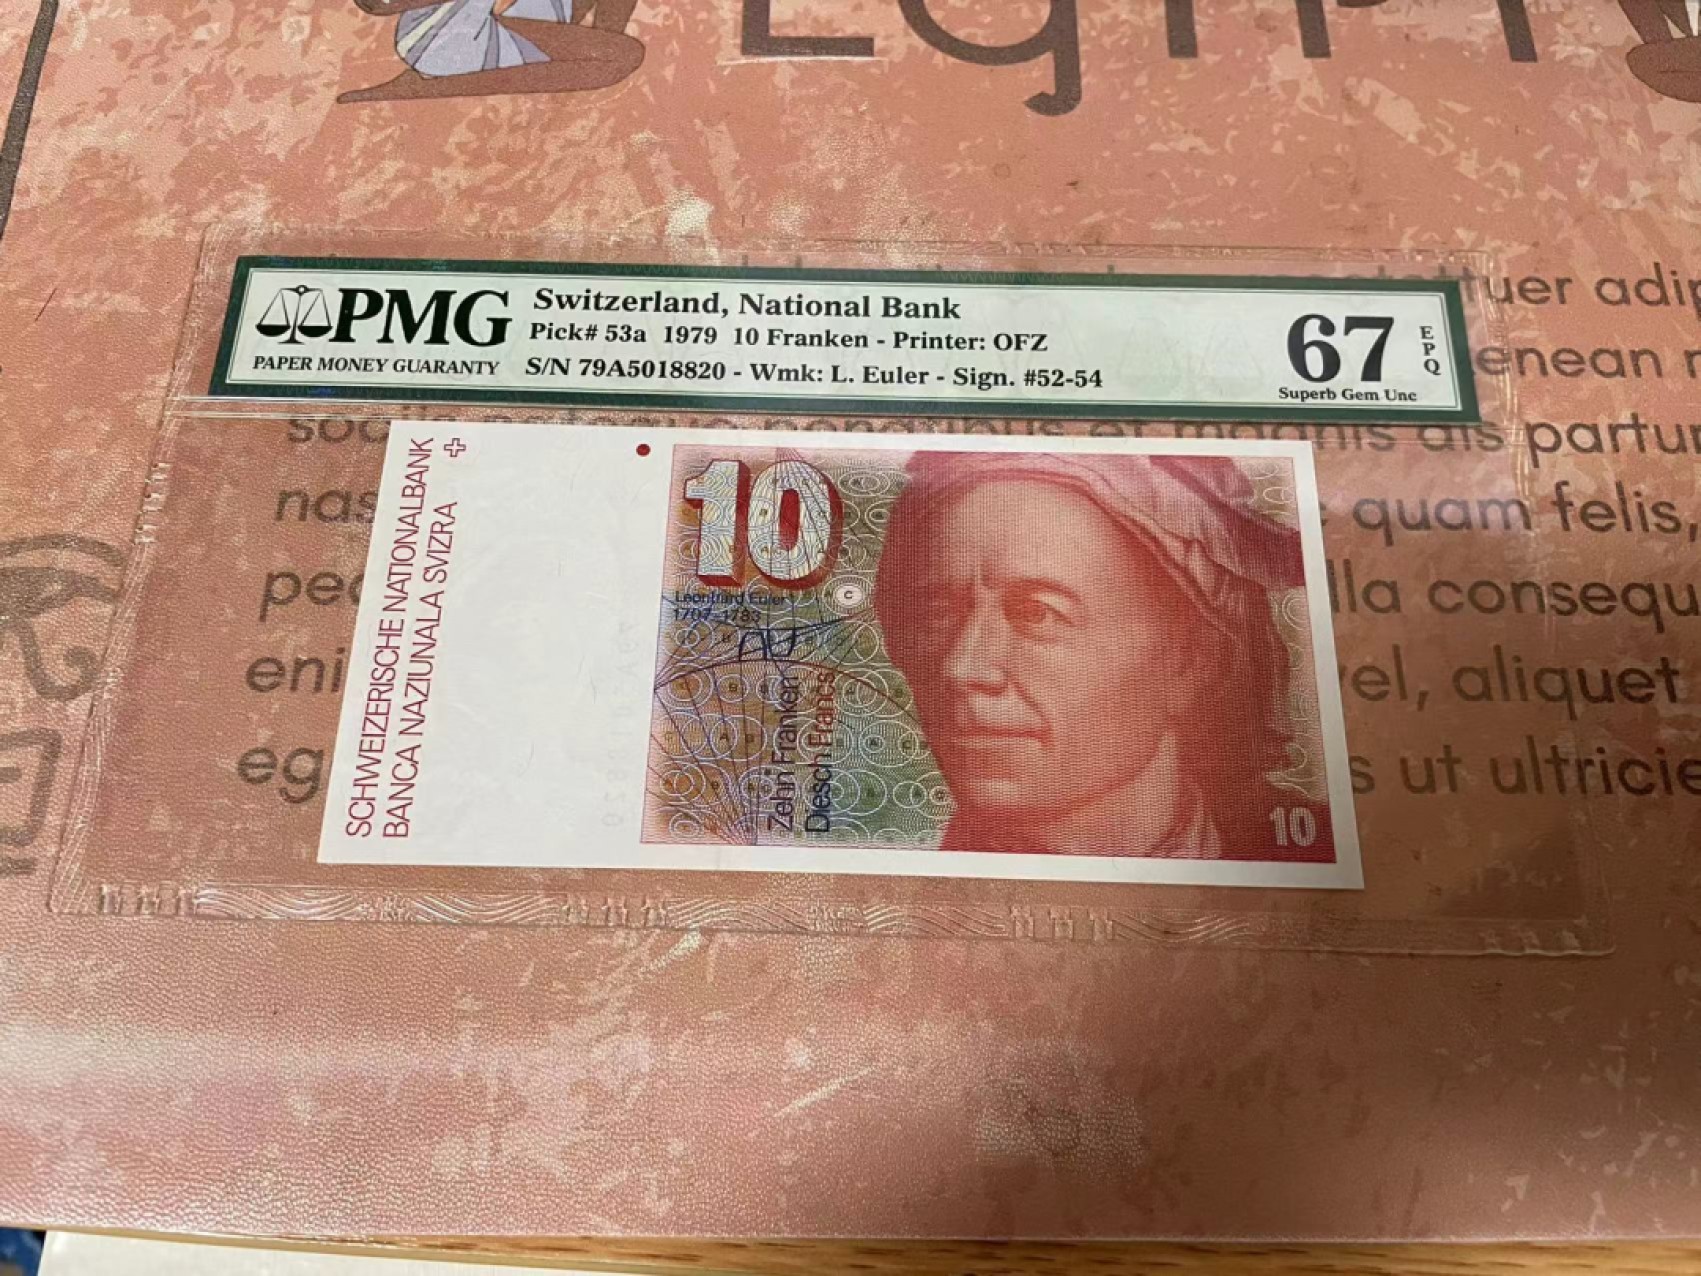 EGYPT
PMG
PAPER MONEY GUARANTY
Switzerland, National Bank
Pick# 53a 1979 10 Franken - Printer: OFZ
S/N 79A5018820 - Wmk: L. Euler - Sign. #52-54
67
EPQ
Superb Gem Unc
tuer adip
enean
soc
penatibus et magnis dis partur
nas
quam felis,
pe
lla consequ
eni
vel, aliquet
eg
s ut ultricie
SCHWEIZERISCHE NATIONALBANK
BANCA NAZIUNALA SVIZRA
10
Leonhard Euler
1707-1783
C
Zehn Franken
Diesch Francs
10